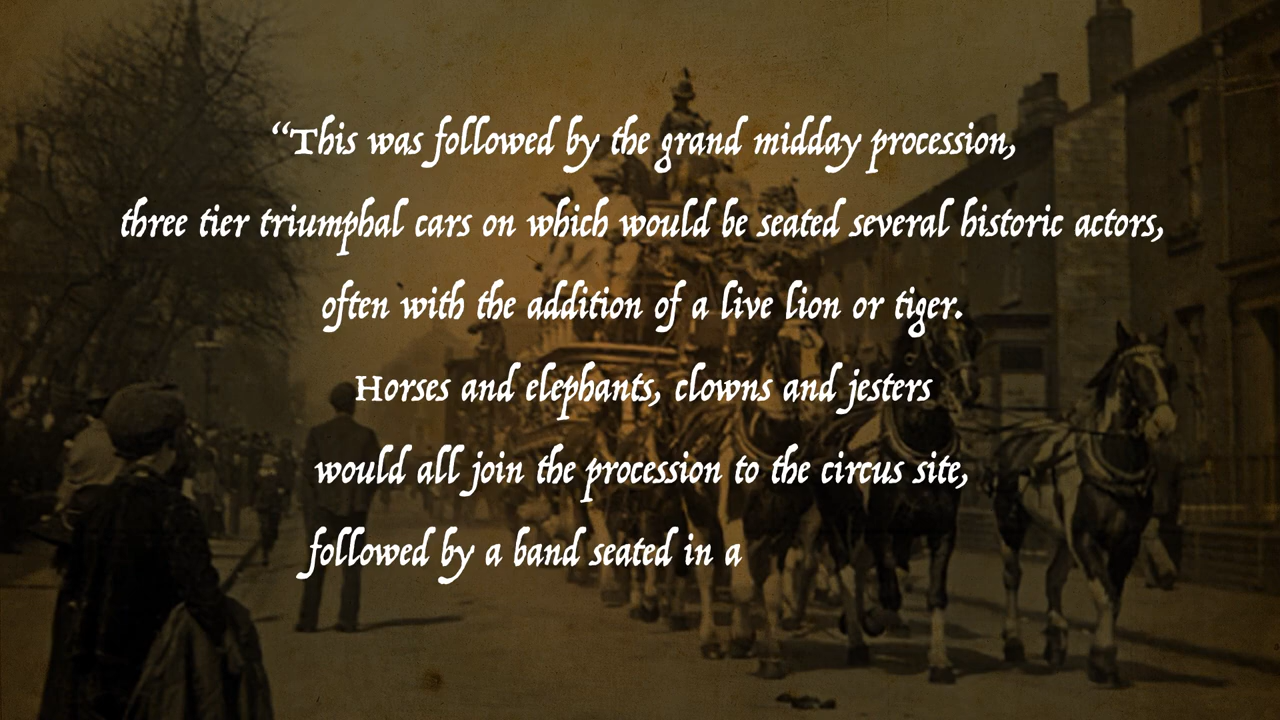 “This was followed by the grand midday procession,
three tier triumphal cars on which would be seated several historic actors,
often with the addition of a live lion or tiger.
Horses and elephants, clowns and jesters
would all join the procession to the circus site,
followed by a band seated in a